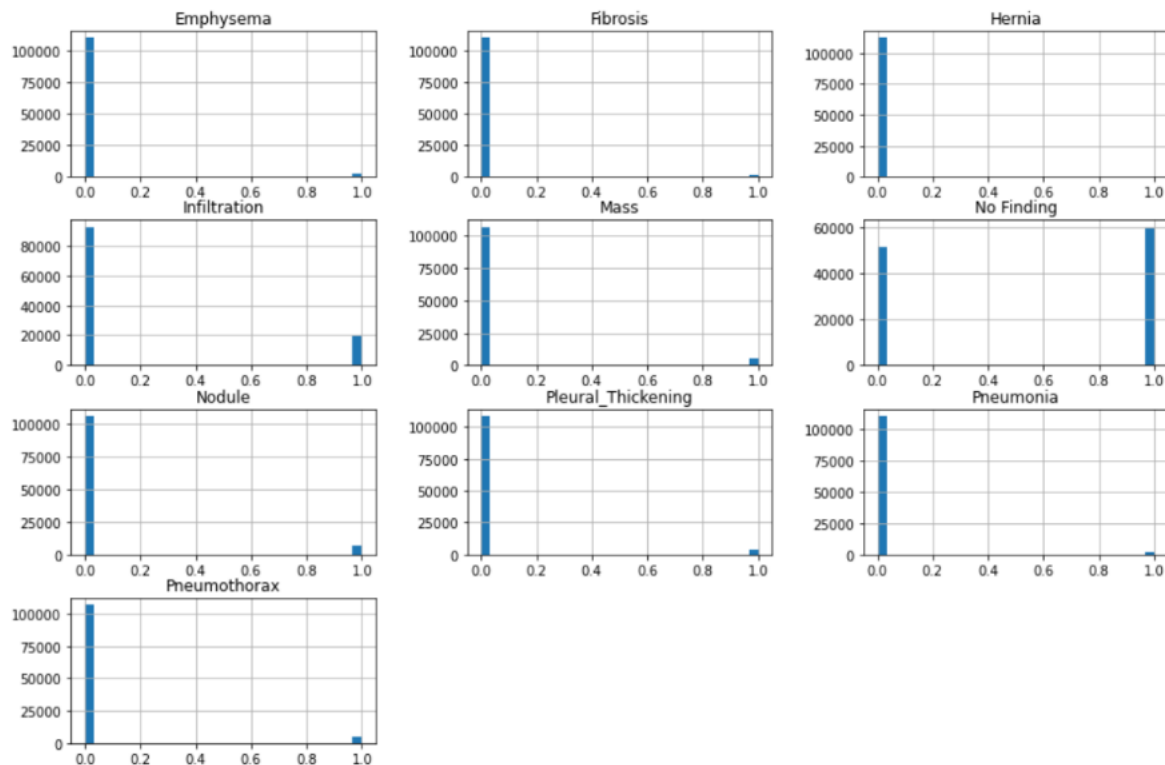 Emphysema Fibrosis Hernia
100000 100000 100000
75000 75000 75000
50000 50000 50000
25000 25000 25000
0 0 0
0.0 0.2 0.4 0.6 0.8 1.0 0.0 0.2 0.4 0.6 0.8 1.0 0.0 0.2 0.4 0.6 0.8 1.0
Infiltration Mass No Finding
80000 100000 60000
60000 75000 40000
40000 50000 20000
20000 25000 0
0 0
0.0 0.2 0.4 0.6 0.8 1.0 0.0 0.2 0.4 0.6 0.8 1.0 0.0 0.2 0.4 0.6 0.8 1.0
Nodule Pleural_Thickening Pneumonia
100000 100000 100000
75000 75000 75000
50000 50000 50000
25000 25000 25000
0 0 0
0.0 0.2 0.4 0.6 0.8 1.0 0.0 0.2 0.4 0.6 0.8 1.0 0.0 0.2 0.4 0.6 0.8 1.0
Pneumothorax
100000
75000
50000
25000
0
0.0 0.2 0.4 0.6 0.8 1.0